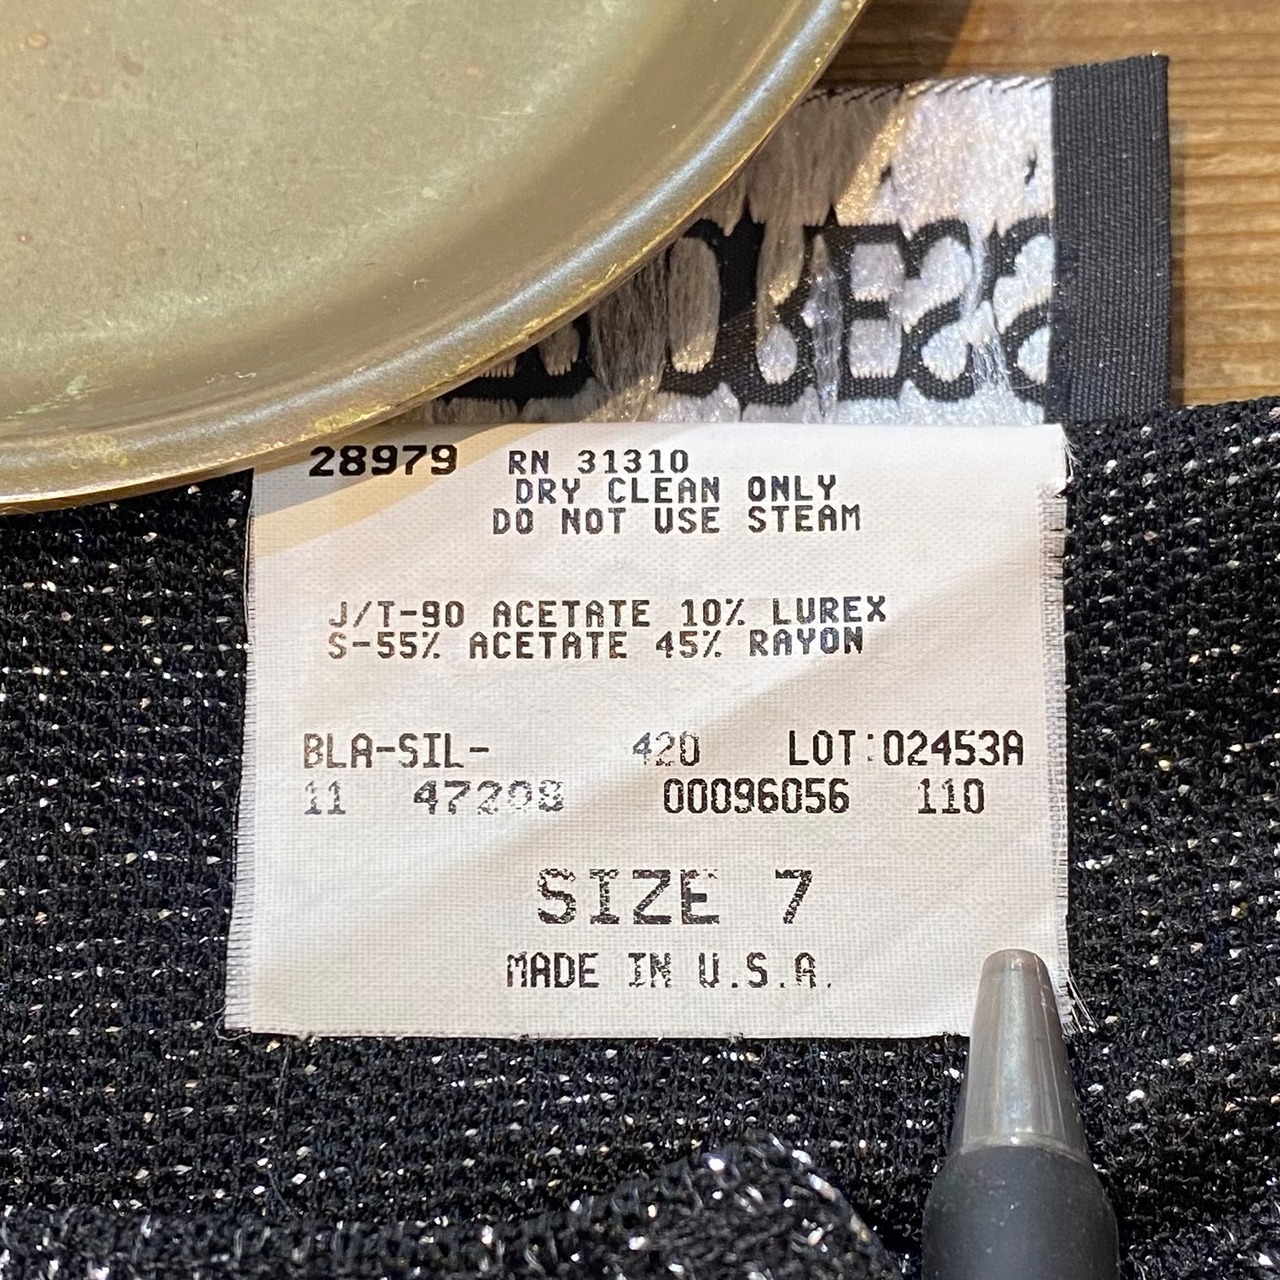 28979 RN 31310
DRY CLEAN ONLY
DO NOT USE STEAM
J/T-90 ACETATE 10% LUREX
S-55% ACETATE 45% RAYON
BLA-SIL- 420 LOT:02453A
11 47208 00096056 110
SIZE 7
MADE IN U.S.A.